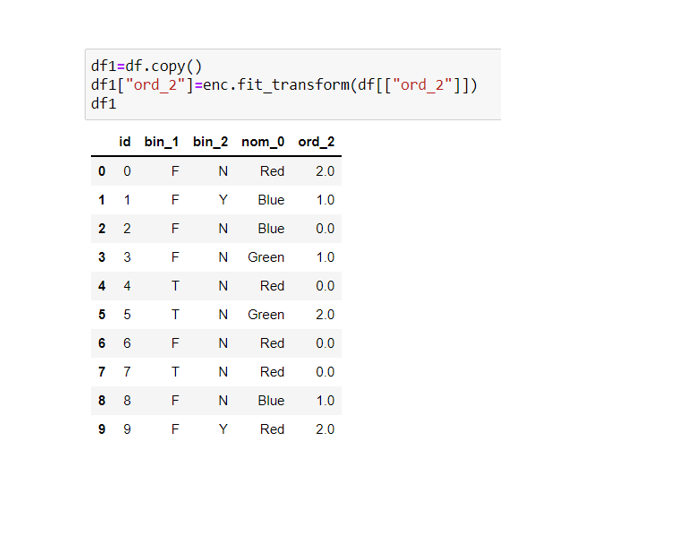 df1=df.copy()
df1["ord_2"]=enc.fit_transform(df[["ord_2"]])
df1
id bin_1 bin_2 nom_0 ord_2
0 0 F N Red 2.0
1 1 F Y Blue 1.0
2 2 F N Blue 0.0
3 3 F N Green 1.0
4 4 T N Red 0.0
5 5 T N Green 2.0
6 6 F N Red 0.0
7 7 T N Red 0.0
8 8 F N Blue 1.0
9 9 F Y Red 2.0